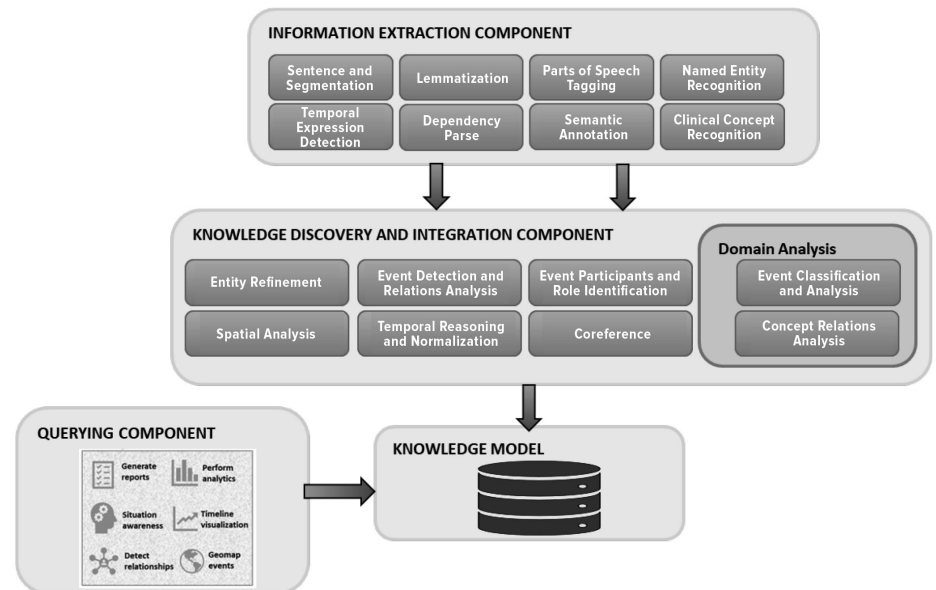 INFORMATION EXTRACTION COMPONENT
Sentence and
Segmentation
Lemmatization
Parts of Speech
Tagging
Named Entity
Recognition
Temporal
Expression
Detection
Dependency
Parse
Semantic
Annotation
Clinical Concept
Recognition
KNOWLEDGE DISCOVERY AND INTEGRATION COMPONENT
Entity Refinement
Event Detection and
Relations Analysis
Event Participants and
Role Identification
Spatial Analysis
Temporal Reasoning
and Normalization
Coreference
Domain Analysis
Event Classification
and Analysis
Concept Relations
Analysis
QUERYING COMPONENT
Generate
reports
Perform
analytics
Situation
awareness
Timeline
visualization
Detect
relationships
Geomap
events
KNOWLEDGE MODEL